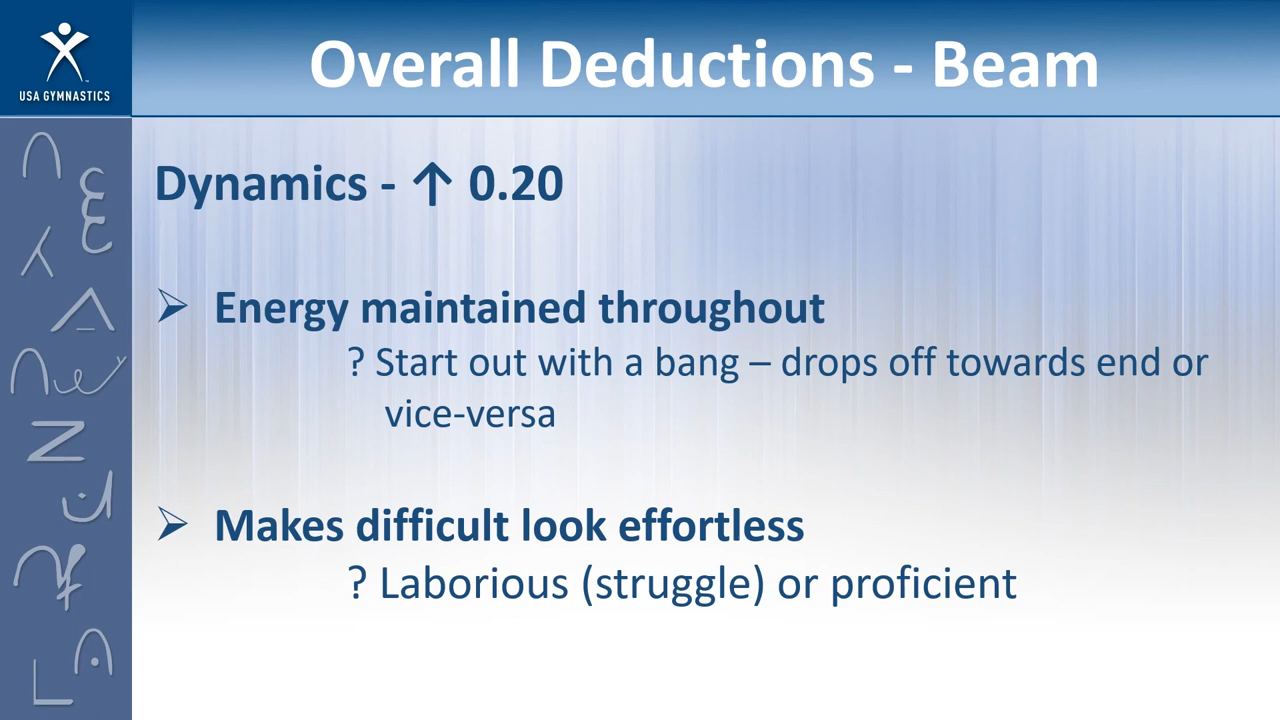 USA GYMNASTICS
Overall Deductions - Beam
Dynamics - ↑ 0.20
➢ Energy maintained throughout
? Start out with a bang – drops off towards end or
vice-versa
➢ Makes difficult look effortless
? Laborious (struggle) or proficient